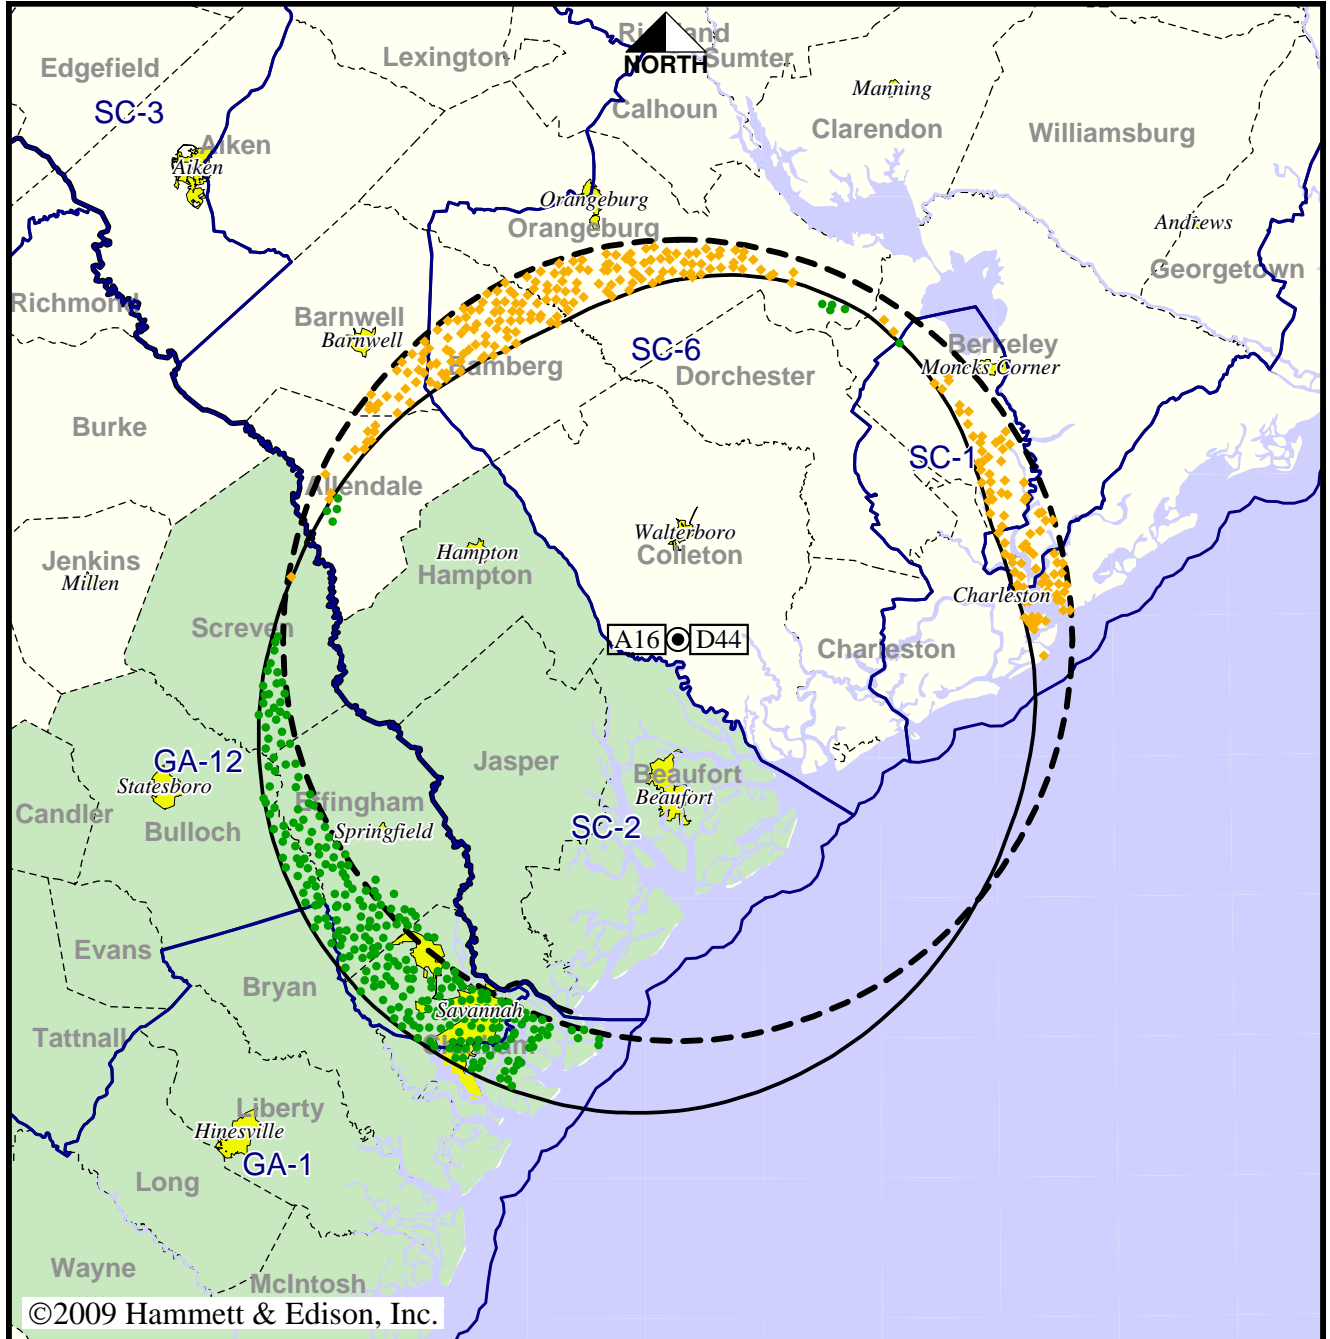 Edgefield
Lexington
Richland
Sumter
NORTH
SC-3
Calhoun
Manning
Clarendon
Williamsburg
Aiken
Aiken
Orangeburg
Orangeburg
Andrews
Georgetown
Richmond
Barnwell
Barnwell
Bamberg
SC-6
Dorchester
Berkeley
Moncks Corner
Burke
SC-1
Allendale
Jenkins
Millen
Hampton
Hampton
Walterboro
Colleton
Charleston
Screven
A16 D44
Charleston
GA-12
Statesboro
Jasper
Beaufort
Beaufort
Candler
Bulloch
Effingham
Springfield
SC-2
Evans
Bryan
Savannah
Tattnall
Chatham
Liberty
Hinesville
GA-1
Long
Wayne
McIntosh
©2009 Hammett & Edison, Inc.